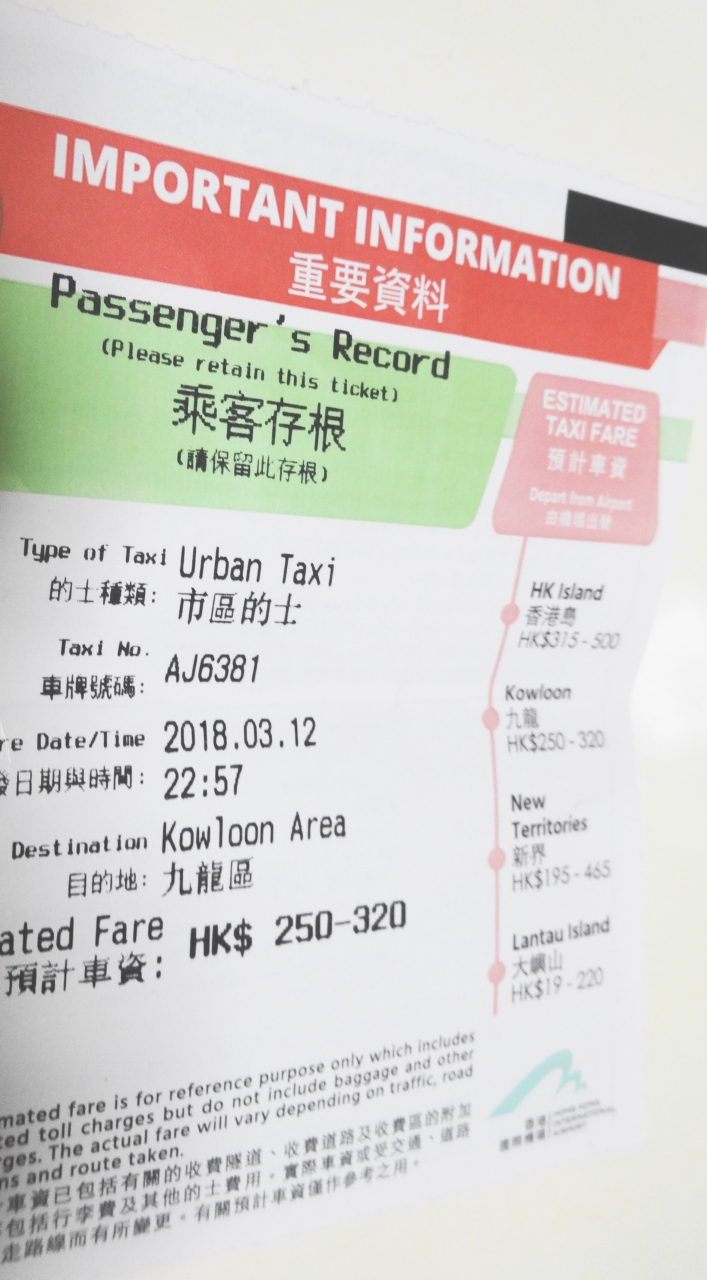 IMPORTANT INFORMATION
重要資料
Passenger's Record
(Please retain this ticket)
乘客存根
(請保留此存根)
ESTIMATED
TAXI FARE
預計車資
Depart from Airport
由機場出發
Type of Taxi Urban Taxi
的士種類: 市區的士
Taxi No.
車牌號碼: AJ6381
re Date/Time 2018.03.12
發日期與時間: 22:57
Destination Kowloon Area
目的地: 九龍區
ated Fare HK$ 250-320
預計車資:
HK Island
香港島
HK$315 - 500
Kowloon
九龍
HK$250 - 320
New
Territories
新界
HK$195 - 465
Lantau Island
大嶼山
HK$19 - 220
mated fare is for reference purpose only which includes
ted toll charges but do not include baggage and other
ges. The actual fare will vary depending on traffic, road
ns and route taken.
車資已包括有關的收費隧道、收費道路及收費區的附加
包括行李費及其他的士費用。實際車資或受交通、道路
走路線而有所變更。有關預計車資僅作參考之用。
香港
國際機場
HONG KONG
INTERNATIONAL
AIRPORT